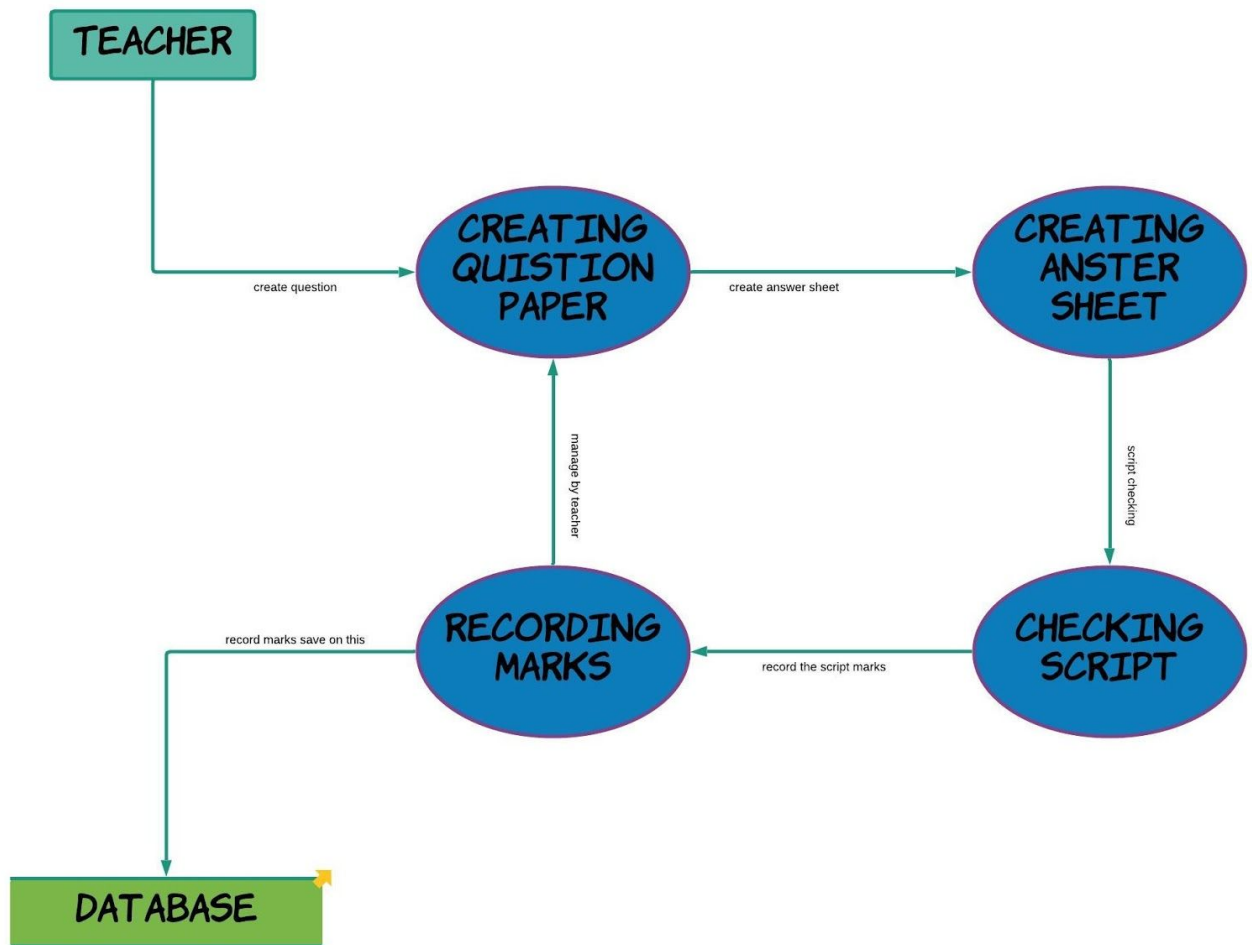 TEACHER
CREATING
QUISTION
PAPER
create question
create answer sheet
CREATING
ANSTER
SHEET
manage by teacher
script checking
RECORDING
MARKS
record marks save on this
record the script marks
CHECKING
SCRIPT
DATABASE